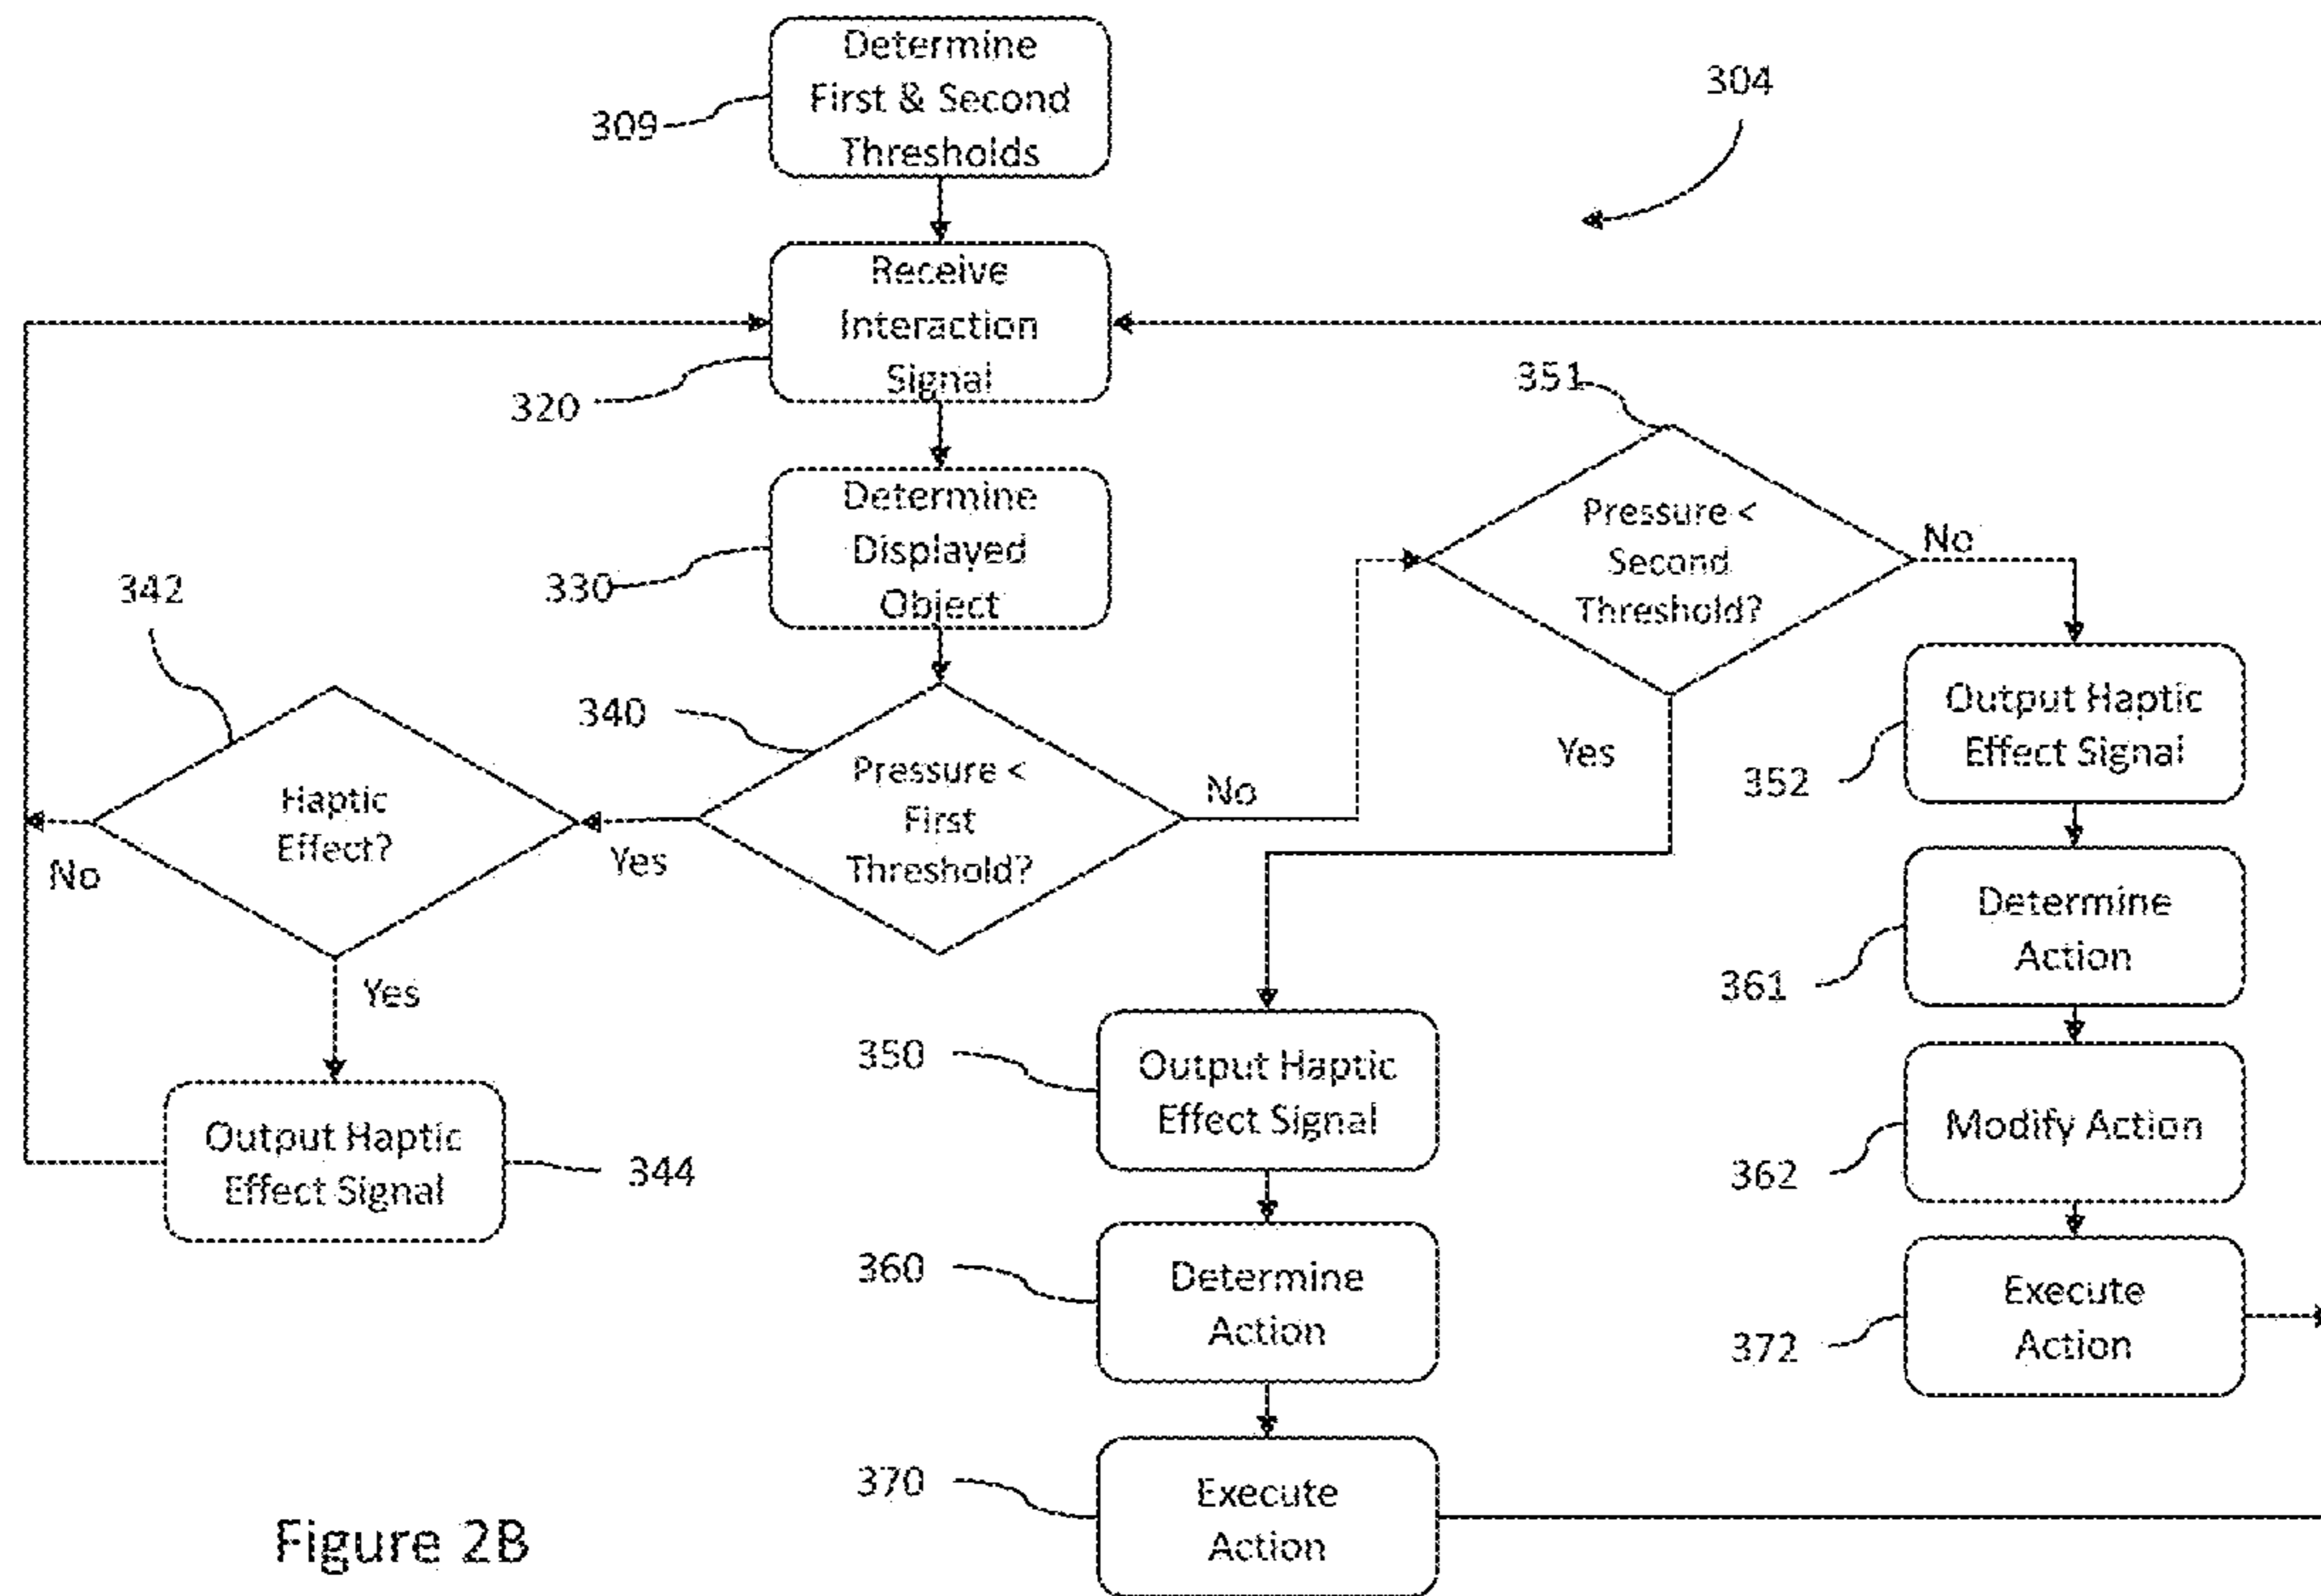 Determine
First & Second
Thresholds
309
304
Receive
Interaction
Signal
320
351
Determine
Displayed
Object
330
Pressure <
Second
Threshold?
No
Yes
342
340
Haptic
Effect?
No
Yes
Pressure <
First
Threshold?
Yes
No
Output Haptic
Effect Signal
352
Output Haptic
Effect Signal
344
350
Output Haptic
Effect Signal
Determine
Action
361
Modify Action
362
360
Determine
Action
Execute
Action
372
370
Execute
Action
Figure 2B